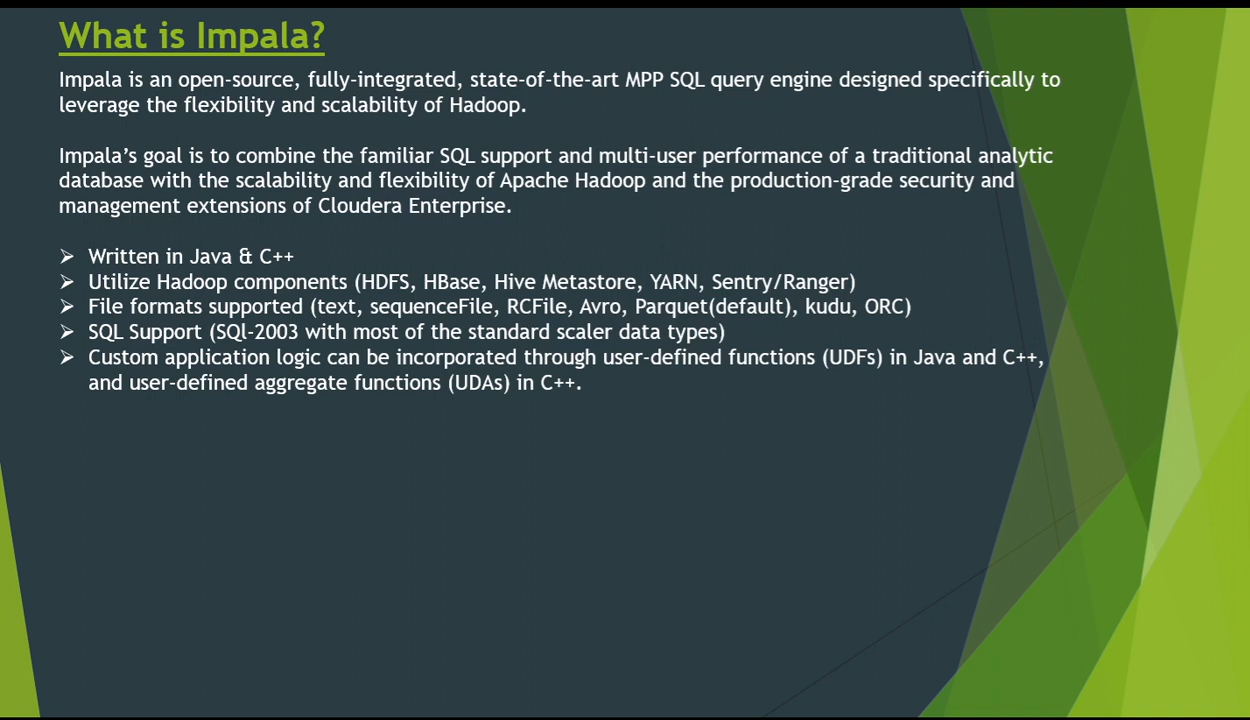 What is Impala?
Impala is an open-source, fully-integrated, state-of-the-art MPP SQL query engine designed specifically to
leverage the flexibility and scalability of Hadoop.
Impala’s goal is to combine the familiar SQL support and multi-user performance of a traditional analytic
database with the scalability and flexibility of Apache Hadoop and the production-grade security and
management extensions of Cloudera Enterprise.
➢ Written in Java & C++
➢ Utilize Hadoop components (HDFS, HBase, Hive Metastore, YARN, Sentry/Ranger)
➢ File formats supported (text, sequenceFile, RCFile, Avro, Parquet(default), kudu, ORC)
➢ SQL Support (SQl-2003 with most of the standard scaler data types)
➢ Custom application logic can be incorporated through user-defined functions (UDFs) in Java and C++,
and user-defined aggregate functions (UDAs) in C++.